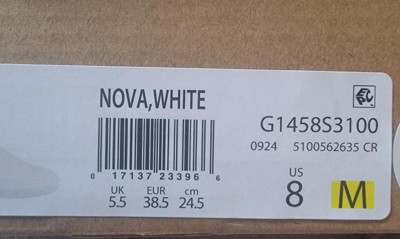 NOVA,WHITE
G1458S3100
0924 5100562635 CR
0 17137 23396 6
UK EUR cm
5.5 38.5 24.5
US
8 M